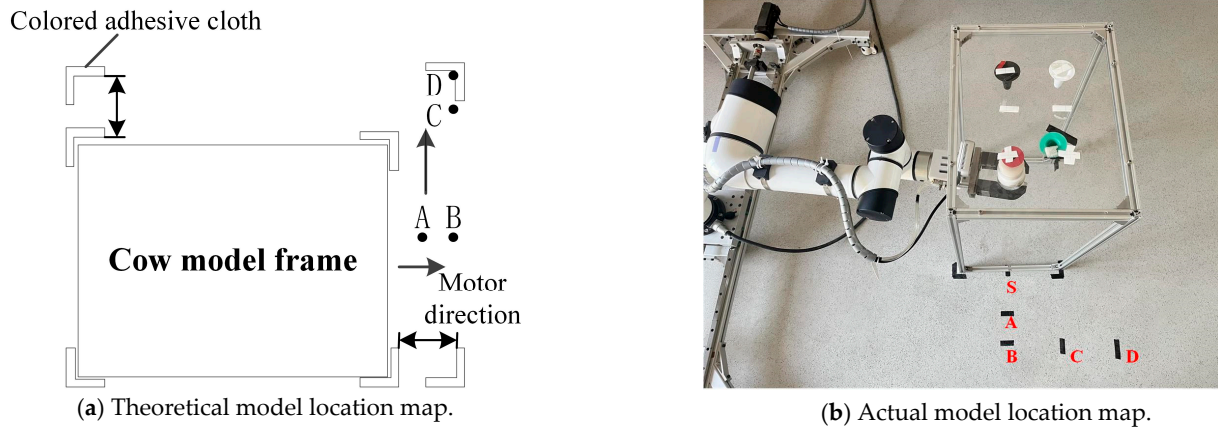 Colored adhesive cloth
D
C
A B
Cow model frame
Motor
direction
(a) Theoretical model location map.
S
A
B C D
(b) Actual model location map.